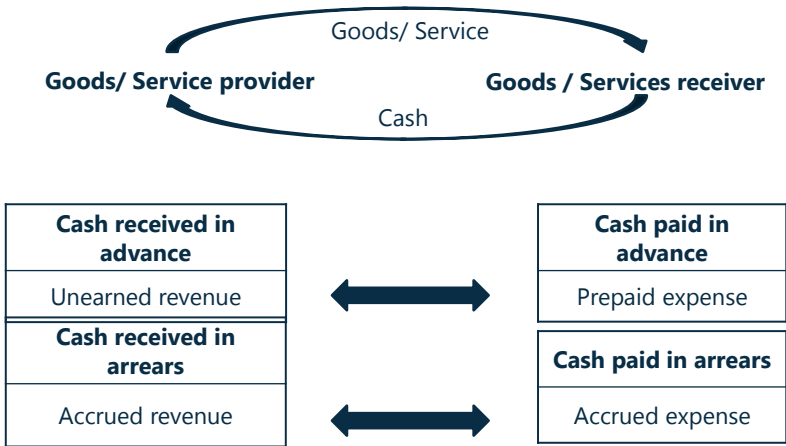 Goods/ Service
Goods/ Service provider
Goods / Services receiver
Cash
Cash received in
advance
Unearned revenue
Cash paid in
advance
Prepaid expense
Cash received in
arrears
Accrued revenue
Cash paid in arrears
Accrued expense